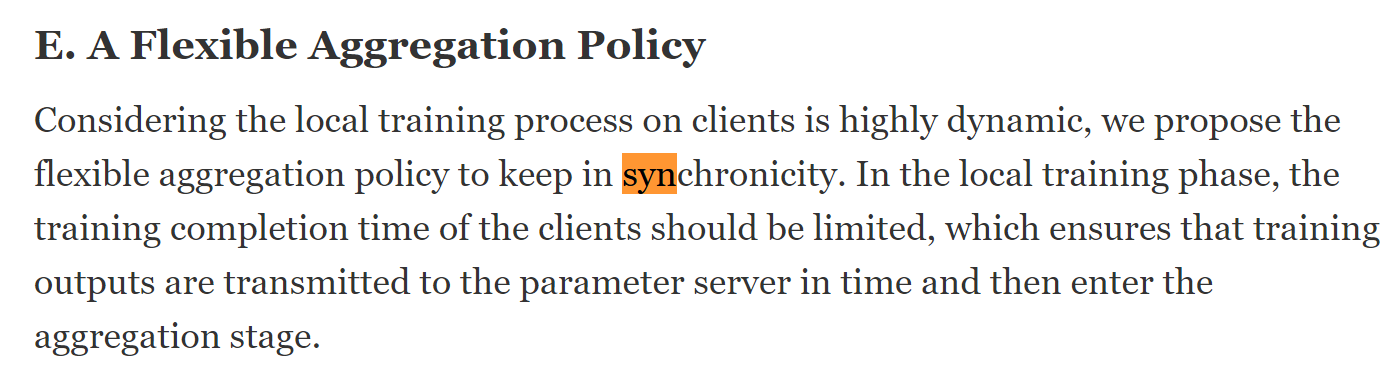 E. A Flexible Aggregation Policy
Considering the local training process on clients is highly dynamic, we propose the
flexible aggregation policy to keep in synchronicity. In the local training phase, the
training completion time of the clients should be limited, which ensures that training
outputs are transmitted to the parameter server in time and then enter the
aggregation stage.